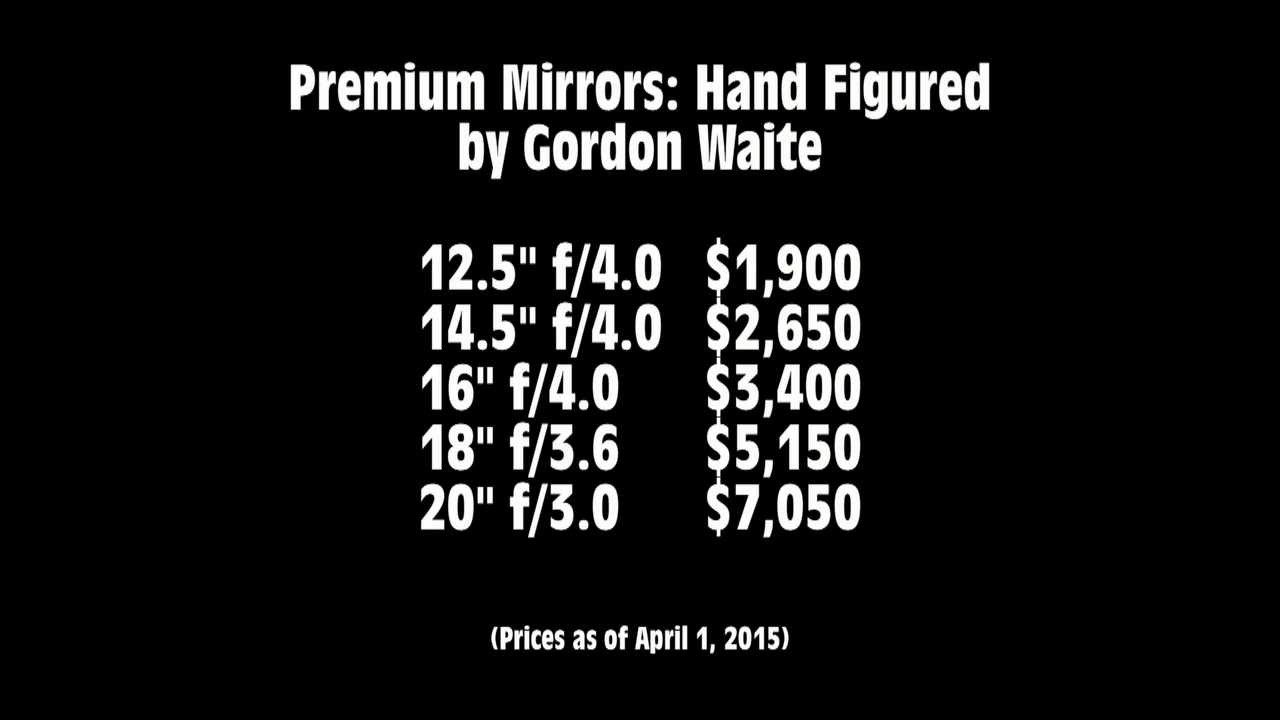 Premium Mirrors: Hand Figured
by Gordon Waite
12.5" f/4.0 $1,900
14.5" f/4.0 $2,650
16" f/4.0 $3,400
18" f/3.6 $5,150
20" f/3.0 $7,050
(Prices as of April 1, 2015)